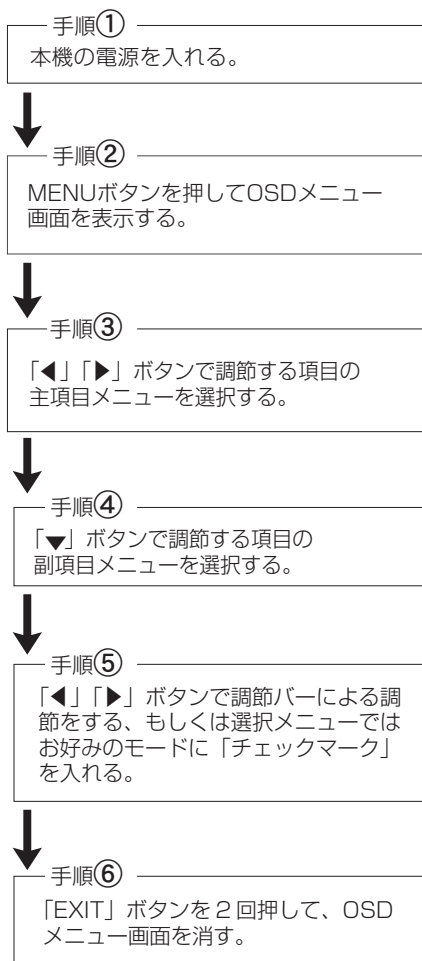 手順①
本機の電源を入れる。
手順②
MENUボタンを押してOSDメニュー
画面を表示する。
手順③
「◀」「▶」ボタンで調節する項目の
主項目メニューを選択する。
手順④
「▼」ボタンで調節する項目の
副項目メニューを選択する。
手順⑤
「◀」「▶」ボタンで調節バーによる調
節をする、もしくは選択メニューでは
お好みのモードに「チェックマーク」
を入れる。
手順⑥
「EXIT」ボタンを2回押して、OSD
メニュー画面を消す。